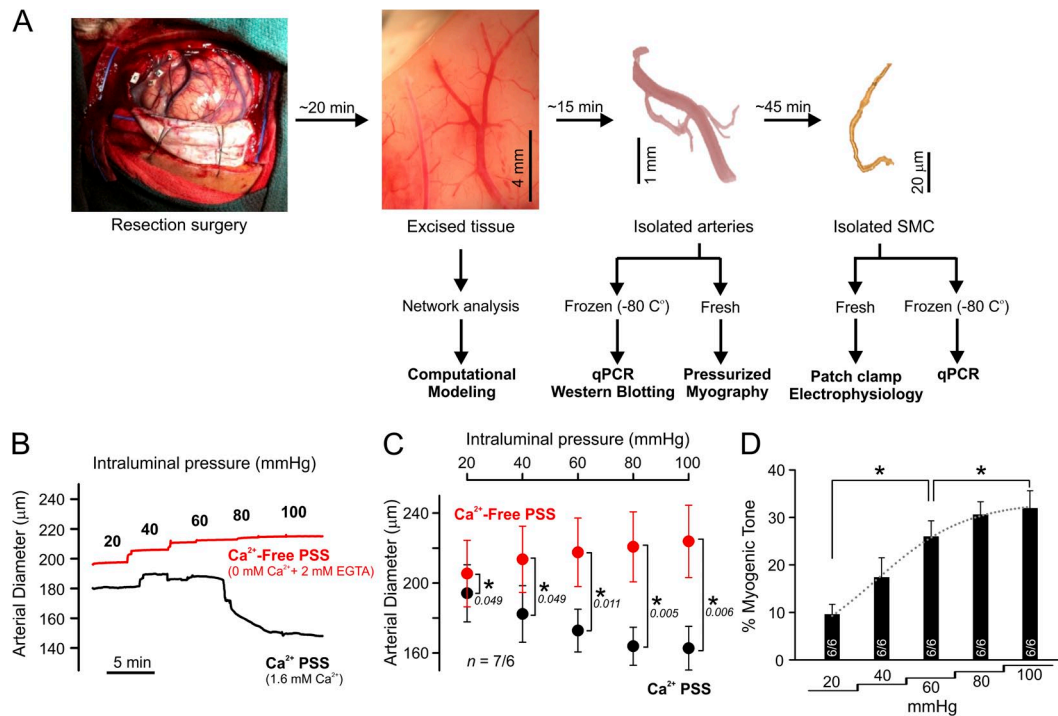 A
~20 min
~15 min
~45 min
4 mm
1 mm
20 μm
Resection surgery
Excised tissue
Isolated arteries
Isolated SMC
Network analysis
Frozen (-80 C°)
Fresh
Fresh
Frozen (-80 C°)
Computational
Modeling
qPCR
Western Blotting
Pressurized
Myography
Patch clamp
Electrophysiology
qPCR
B
Intraluminal pressure (mmHg)
Arterial Diameter (μm)
240
220
200
180
160
140
20
40
60
80
100
Ca²⁺-Free PSS
(0 mM Ca²⁺+ 2 mM EGTA)
Ca²⁺ PSS
(1.6 mM Ca²⁺)
5 min
C
Intraluminal pressure (mmHg)
20 40 60 80 100
Arterial Diameter (μm)
240
200
160
Ca²⁺-Free PSS
* 0.049
* 0.049
* 0.011
* 0.005
* 0.006
n = 7/6
Ca²⁺ PSS
D
% Myogenic Tone
40
30
20
10
0
* *
6/6 6/6 6/6 6/6 6/6
20 40 60 80 100
mmHg